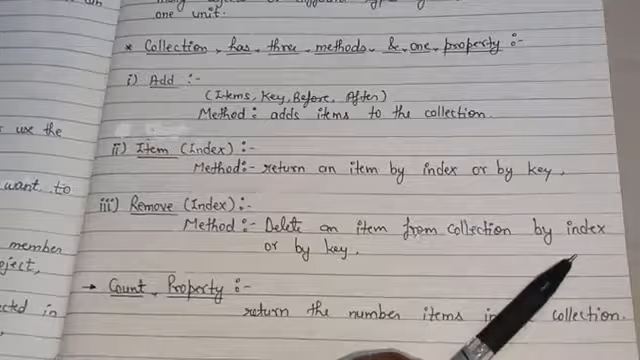 one unit.
* Collection has three methods & one property :-
i) Add :-
(Items, Key, Before, After)
Method : adds items to the collection.
ii) Item (Index) :-
Method:- return an item by index or by key.
iii) Remove (Index) :-
Method:- Delete an item from collection by index
or by key.
→ Count Property :-
return the number items in collection.
use the
want to
member